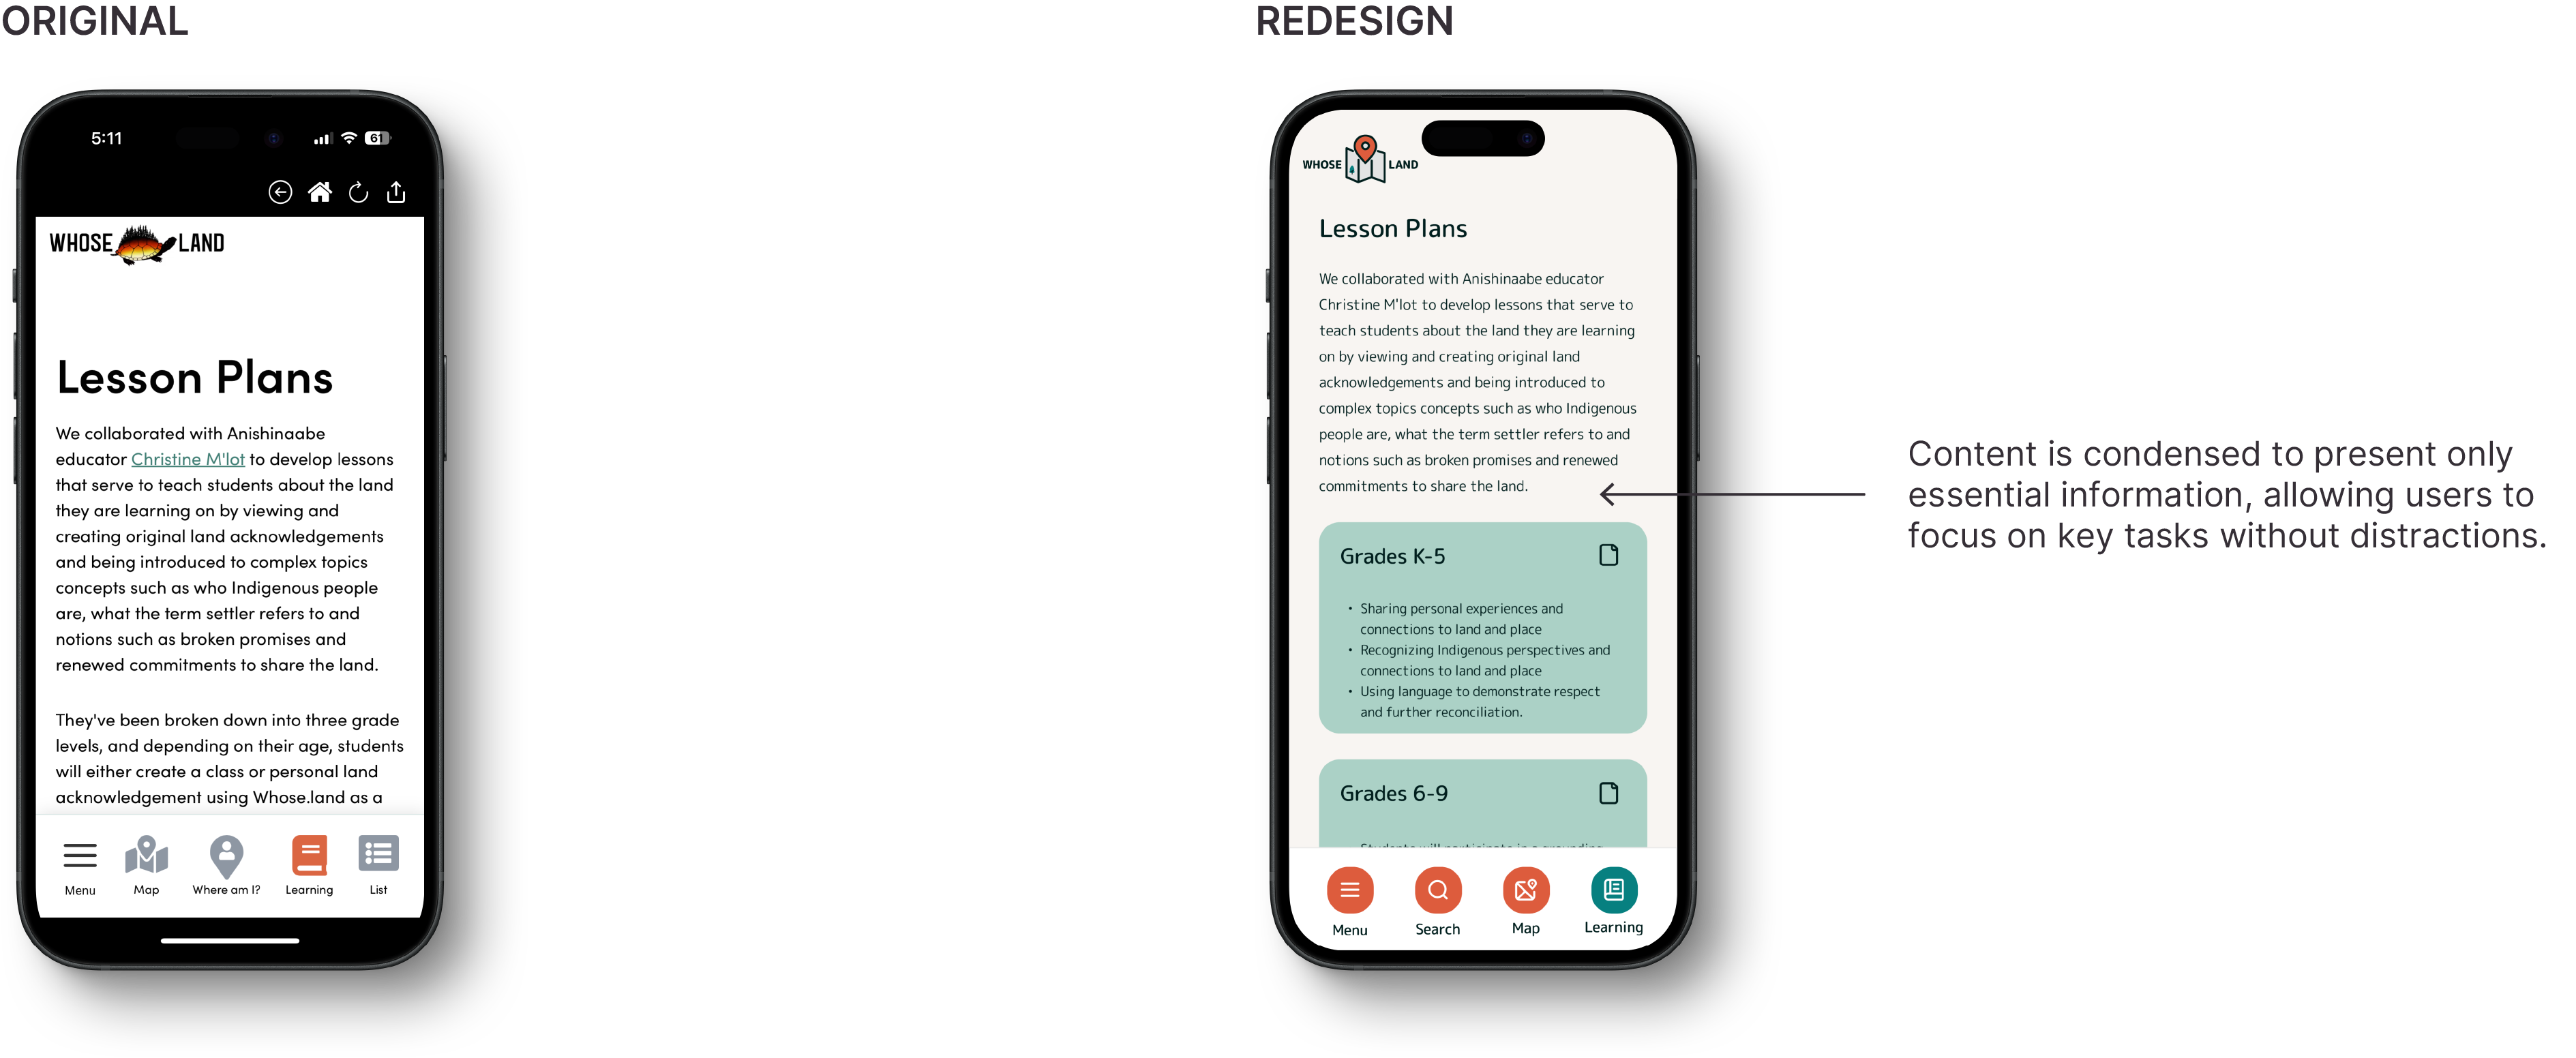 ORIGINAL
5:11
61
WHOSE LAND
Lesson Plans
We collaborated with Anishinaabe
educator Christine M'lot to develop lessons
that serve to teach students about the land
they are learning on by viewing and
creating original land acknowledgements
and being introduced to complex topics
concepts such as who Indigenous people
are, what the term settler refers to and
notions such as broken promises and
renewed commitments to share the land.
They've been broken down into three grade
levels, and depending on their age, students
will either create a class or personal land
acknowledgement using Whose.land as a
Menu
Map
Where am I?
Learning
List
REDESIGN
WHOSE LAND
Lesson Plans
We collaborated with Anishinaabe educator
Christine M'lot to develop lessons that serve to
teach students about the land they are learning
on by viewing and creating original land
acknowledgements and being introduced to
complex topics concepts such as who Indigenous
people are, what the term settler refers to and
notions such as broken promises and renewed
commitments to share the land.
Grades K-5
• Sharing personal experiences and
connections to land and place
• Recognizing Indigenous perspectives and
connections to land and place
• Using language to demonstrate respect
and further reconciliation.
Grades 6-9
Students will participate in a grounding
Menu
Search
Map
Learning
Content is condensed to present only
essential information, allowing users to
focus on key tasks without distractions.